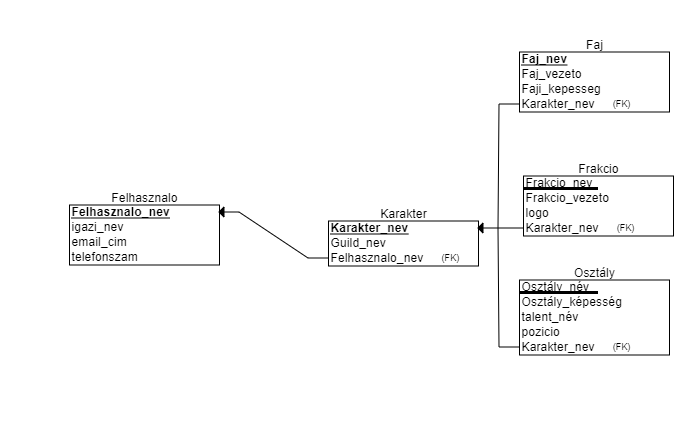 Faj
Faj_nev
Faj_vezeto
Faji_kepesseg
Karakter_nev (FK)
Frakcio
Frakcio_nev
Frakcio_vezeto
logo
Karakter_nev (FK)
Felhasznalo
Felhasznalo_nev
igazi_nev
email_cim
telefonszam
Karakter
Karakter_nev
Guild_nev
Felhasznalo_nev (FK)
Osztály
Osztály_név
Osztály_képesség
talent_név
pozicio
Karakter_nev (FK)